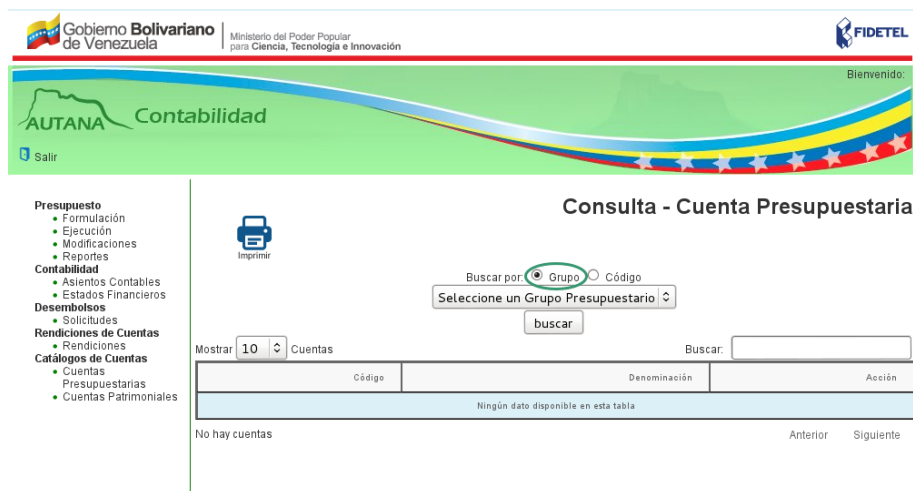 Gobierno Bolivariano
de Venezuela
Ministerio del Poder Popular
para Ciencia, Tecnología e Innovación
FIDETEL
Bienvenido:
AUTANA
Contabilidad
Salir
Presupuesto
Formulación
Ejecución
Modificaciones
Reportes
Contabilidad
Asientos Contables
Estados Financieros
Desembolsos
Solicitudes
Rendiciones de Cuentas
Rendiciones
Catálogos de Cuentas
Cuentas
Presupuestarias
Cuentas Patrimoniales
Consulta - Cuenta Presupuestaria
Imprimir
Buscar por: Grupo Código
Seleccione un Grupo Presupuestario
buscar
Mostrar 10 Cuentas Buscar:
Código Denominación Acción
Ningún dato disponible en esta tabla
No hay cuentas Anterior Siguiente